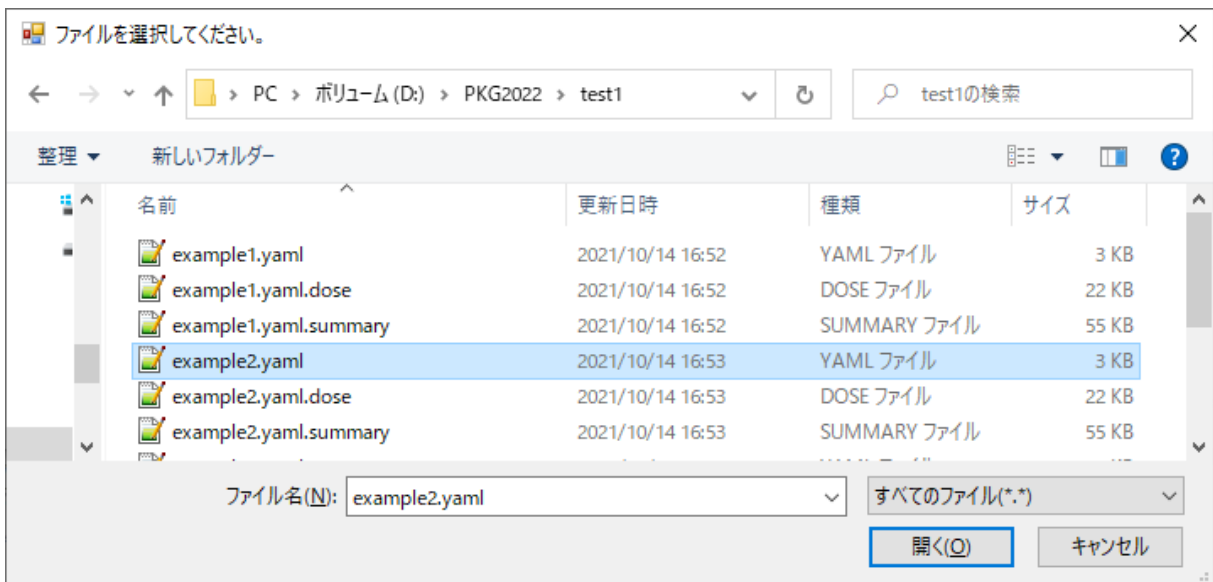 ファイルを選択してください。
PC › ボリューム (D:) › PKG2022 › test1
test1の検索
整理 新しいフォルダー
名前 更新日時 種類 サイズ
example1.yaml 2021/10/14 16:52 YAML ファイル 3 KB
example1.yaml.dose 2021/10/14 16:52 DOSE ファイル 22 KB
example1.yaml.summary 2021/10/14 16:52 SUMMARY ファイル 55 KB
example2.yaml 2021/10/14 16:53 YAML ファイル 3 KB
example2.yaml.dose 2021/10/14 16:53 DOSE ファイル 22 KB
example2.yaml.summary 2021/10/14 16:53 SUMMARY ファイル 55 KB
ファイル名(N): example2.yaml すべてのファイル(*.*)
開く(O) キャンセル